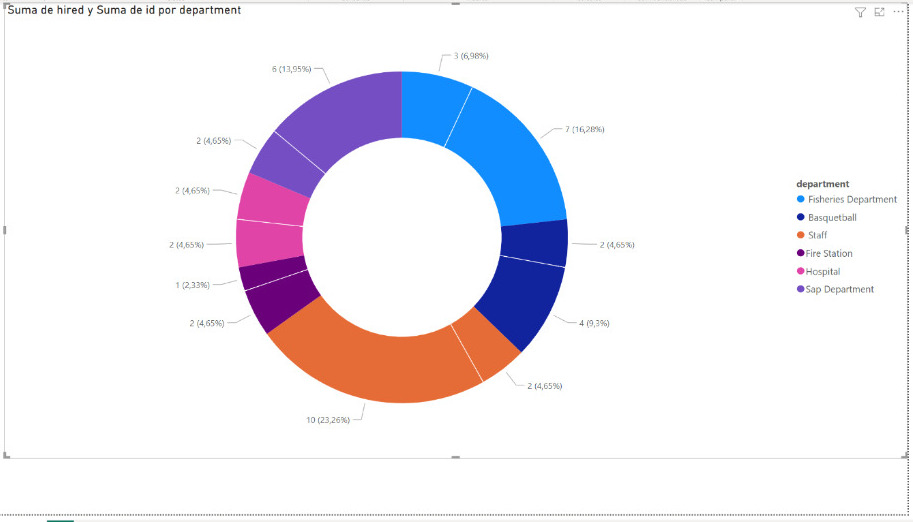 Suma de hired y Suma de id por department
3 (6,98%)
6 (13,95%)
7 (16,28%)
2 (4,65%)
2 (4,65%)
2 (4,65%)
2 (4,65%)
1 (2,33%)
2 (4,65%)
4 (9,3%)
2 (4,65%)
10 (23,26%)
department
Fisheries Department
Basquetball
Staff
Fire Station
Hospital
Sap Department